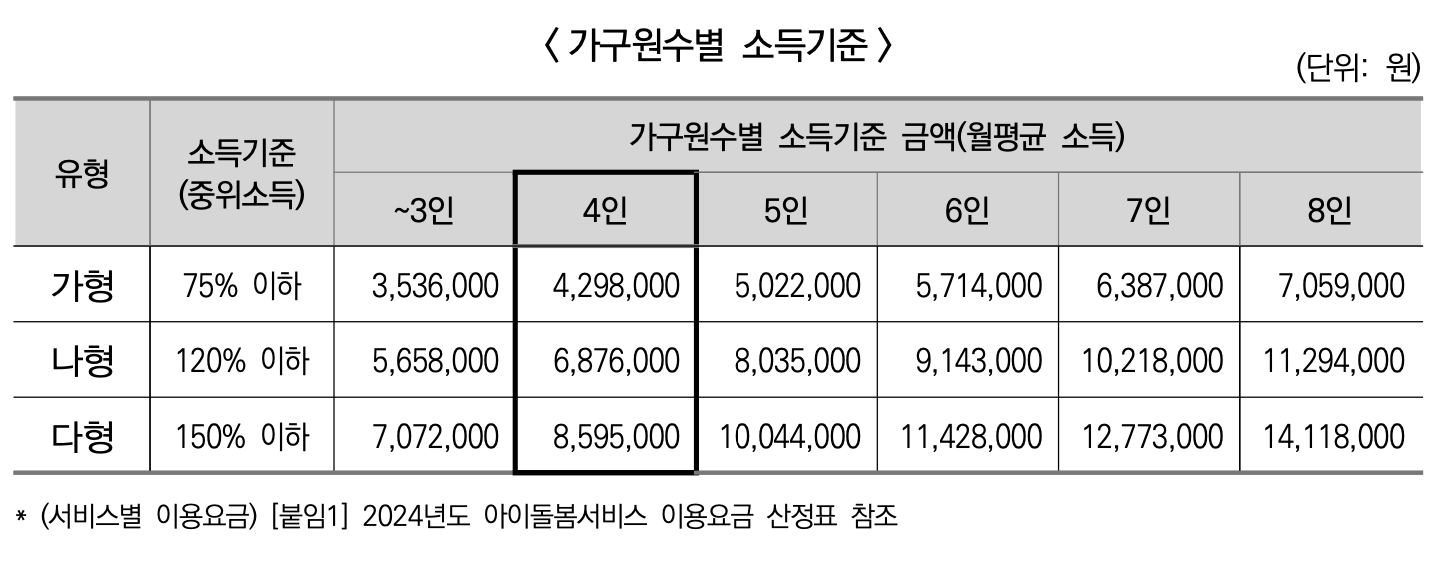 〈 가구원수별 소득기준 〉
(단위: 원)
유형 소득기준 (중위소득) 가구원수별 소득기준 금액(월평균 소득)
~3인 4인 5인 6인 7인 8인
가형 75% 이하 3,536,000 4,298,000 5,022,000 5,714,000 6,387,000 7,059,000
나형 120% 이하 5,658,000 6,876,000 8,035,000 9,143,000 10,218,000 11,294,000
다형 150% 이하 7,072,000 8,595,000 10,044,000 11,428,000 12,773,000 14,118,000
* (서비스별 이용요금) [붙임1] 2024년도 아이돌봄서비스 이용요금 산정표 참조